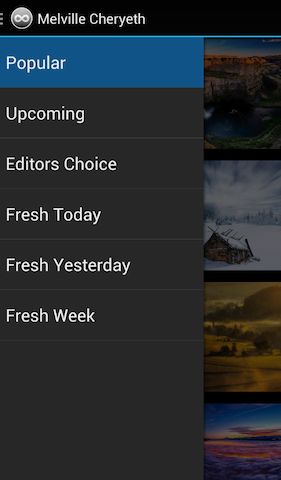 Melville Cheryeth
Popular
Upcoming
Editors Choice
Fresh Today
Fresh Yesterday
Fresh Week